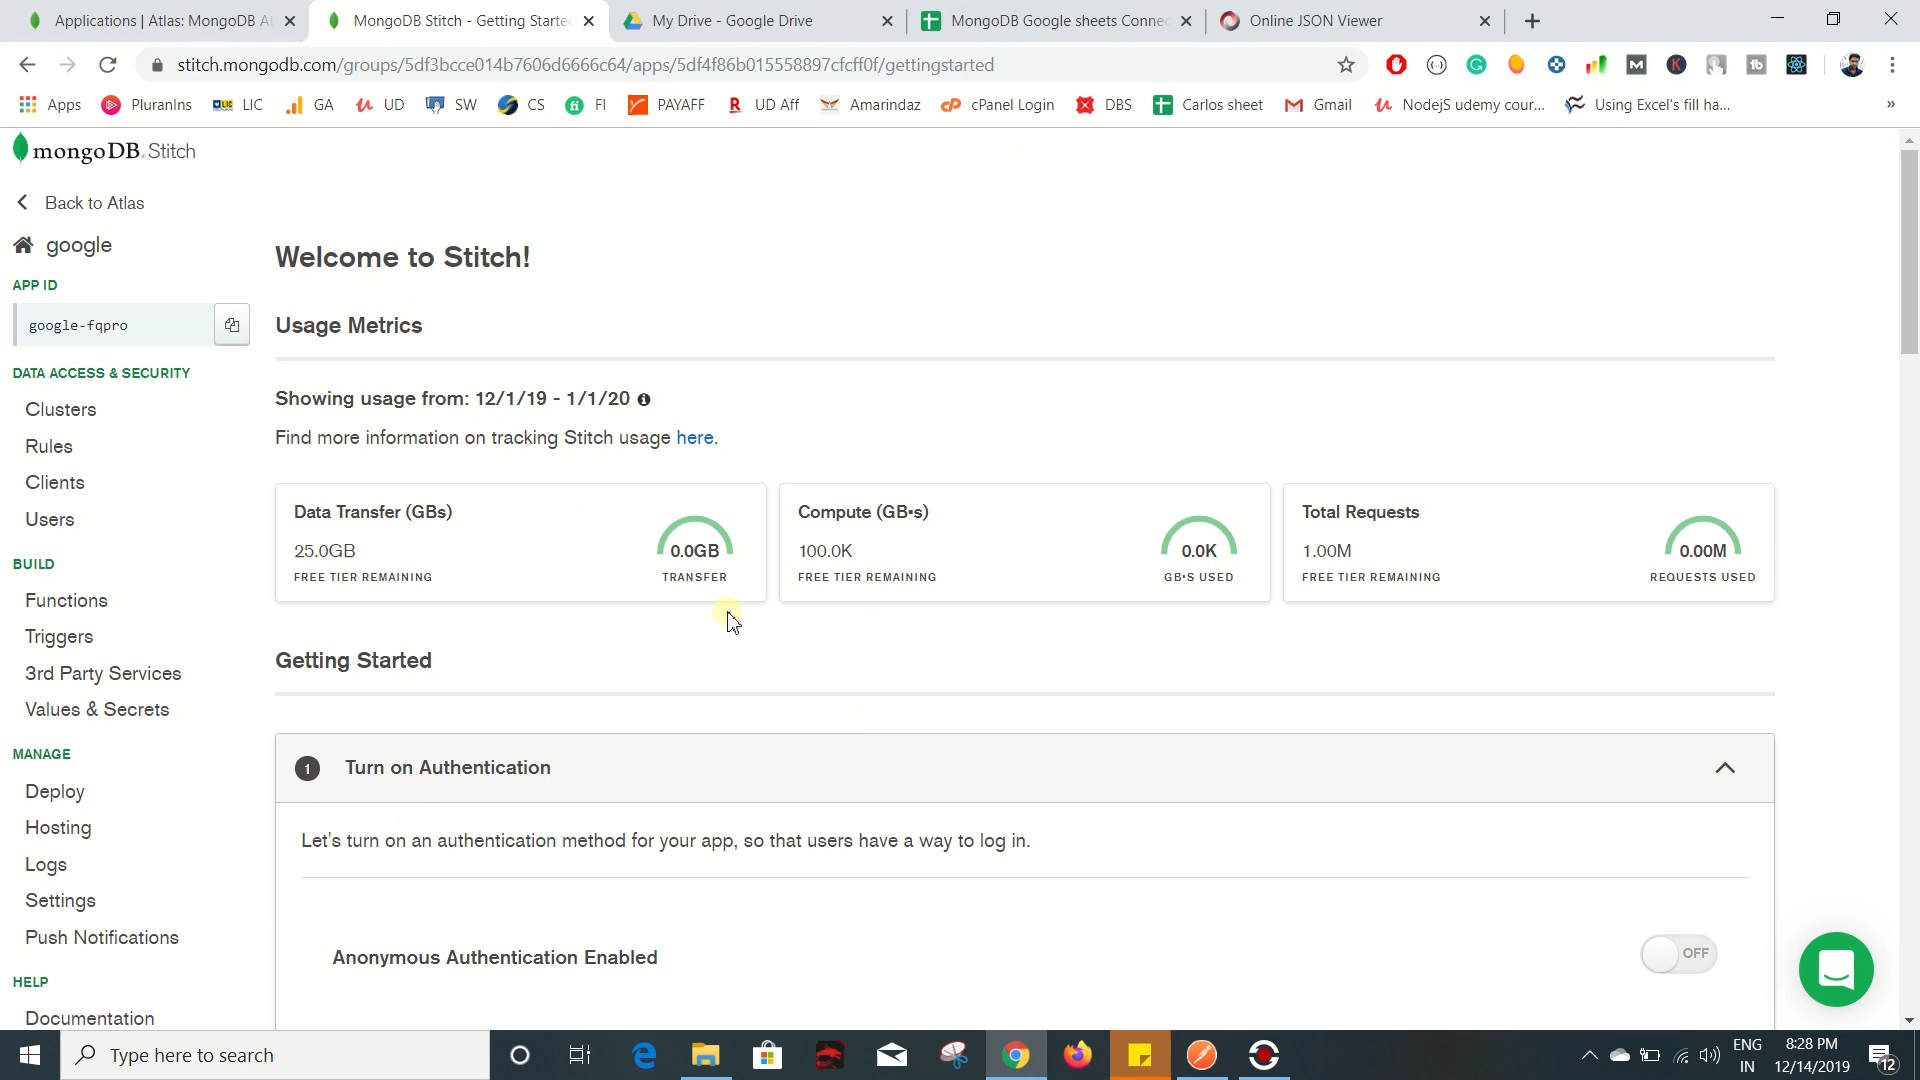 Applications | Atlas: MongoDB At
MongoDB Stitch - Getting Started
My Drive - Google Drive
MongoDB Google sheets Connec
Online JSON Viewer
stitch.mongodb.com/groups/5df3bcce014b7606d6666c64/apps/5df4f86b015558897cfcff0f/gettingstarted
Apps
PluranIns
LIC
GA
UD
SW
CS
FI
PAYAFF
UD Aff
Amarindaz
cPanel Login
DBS
Carlos sheet
Gmail
NodejS udemy cour...
Using Excel's fill ha...
»
mongoDB. Stitch
Back to Atlas
google
APP ID
google-fqpro
DATA ACCESS & SECURITY
Clusters
Rules
Clients
Users
BUILD
Functions
Triggers
3rd Party Services
Values & Secrets
MANAGE
Deploy
Hosting
Logs
Settings
Push Notifications
HELP
Documentation
Welcome to Stitch!
Usage Metrics
Showing usage from: 12/1/19 - 1/1/20
Find more information on tracking Stitch usage here.
Data Transfer (GBs)
25.0GB
FREE TIER REMAINING
0.0GB
TRANSFER
Compute (GB•s)
100.0K
FREE TIER REMAINING
0.0K
GB•S USED
Total Requests
1.00M
FREE TIER REMAINING
0.00M
REQUESTS USED
Getting Started
1 Turn on Authentication
Let's turn on an authentication method for your app, so that users have a way to log in.
Anonymous Authentication Enabled
OFF
Type here to search
ENG
IN
8:28 PM
12/14/2019
12